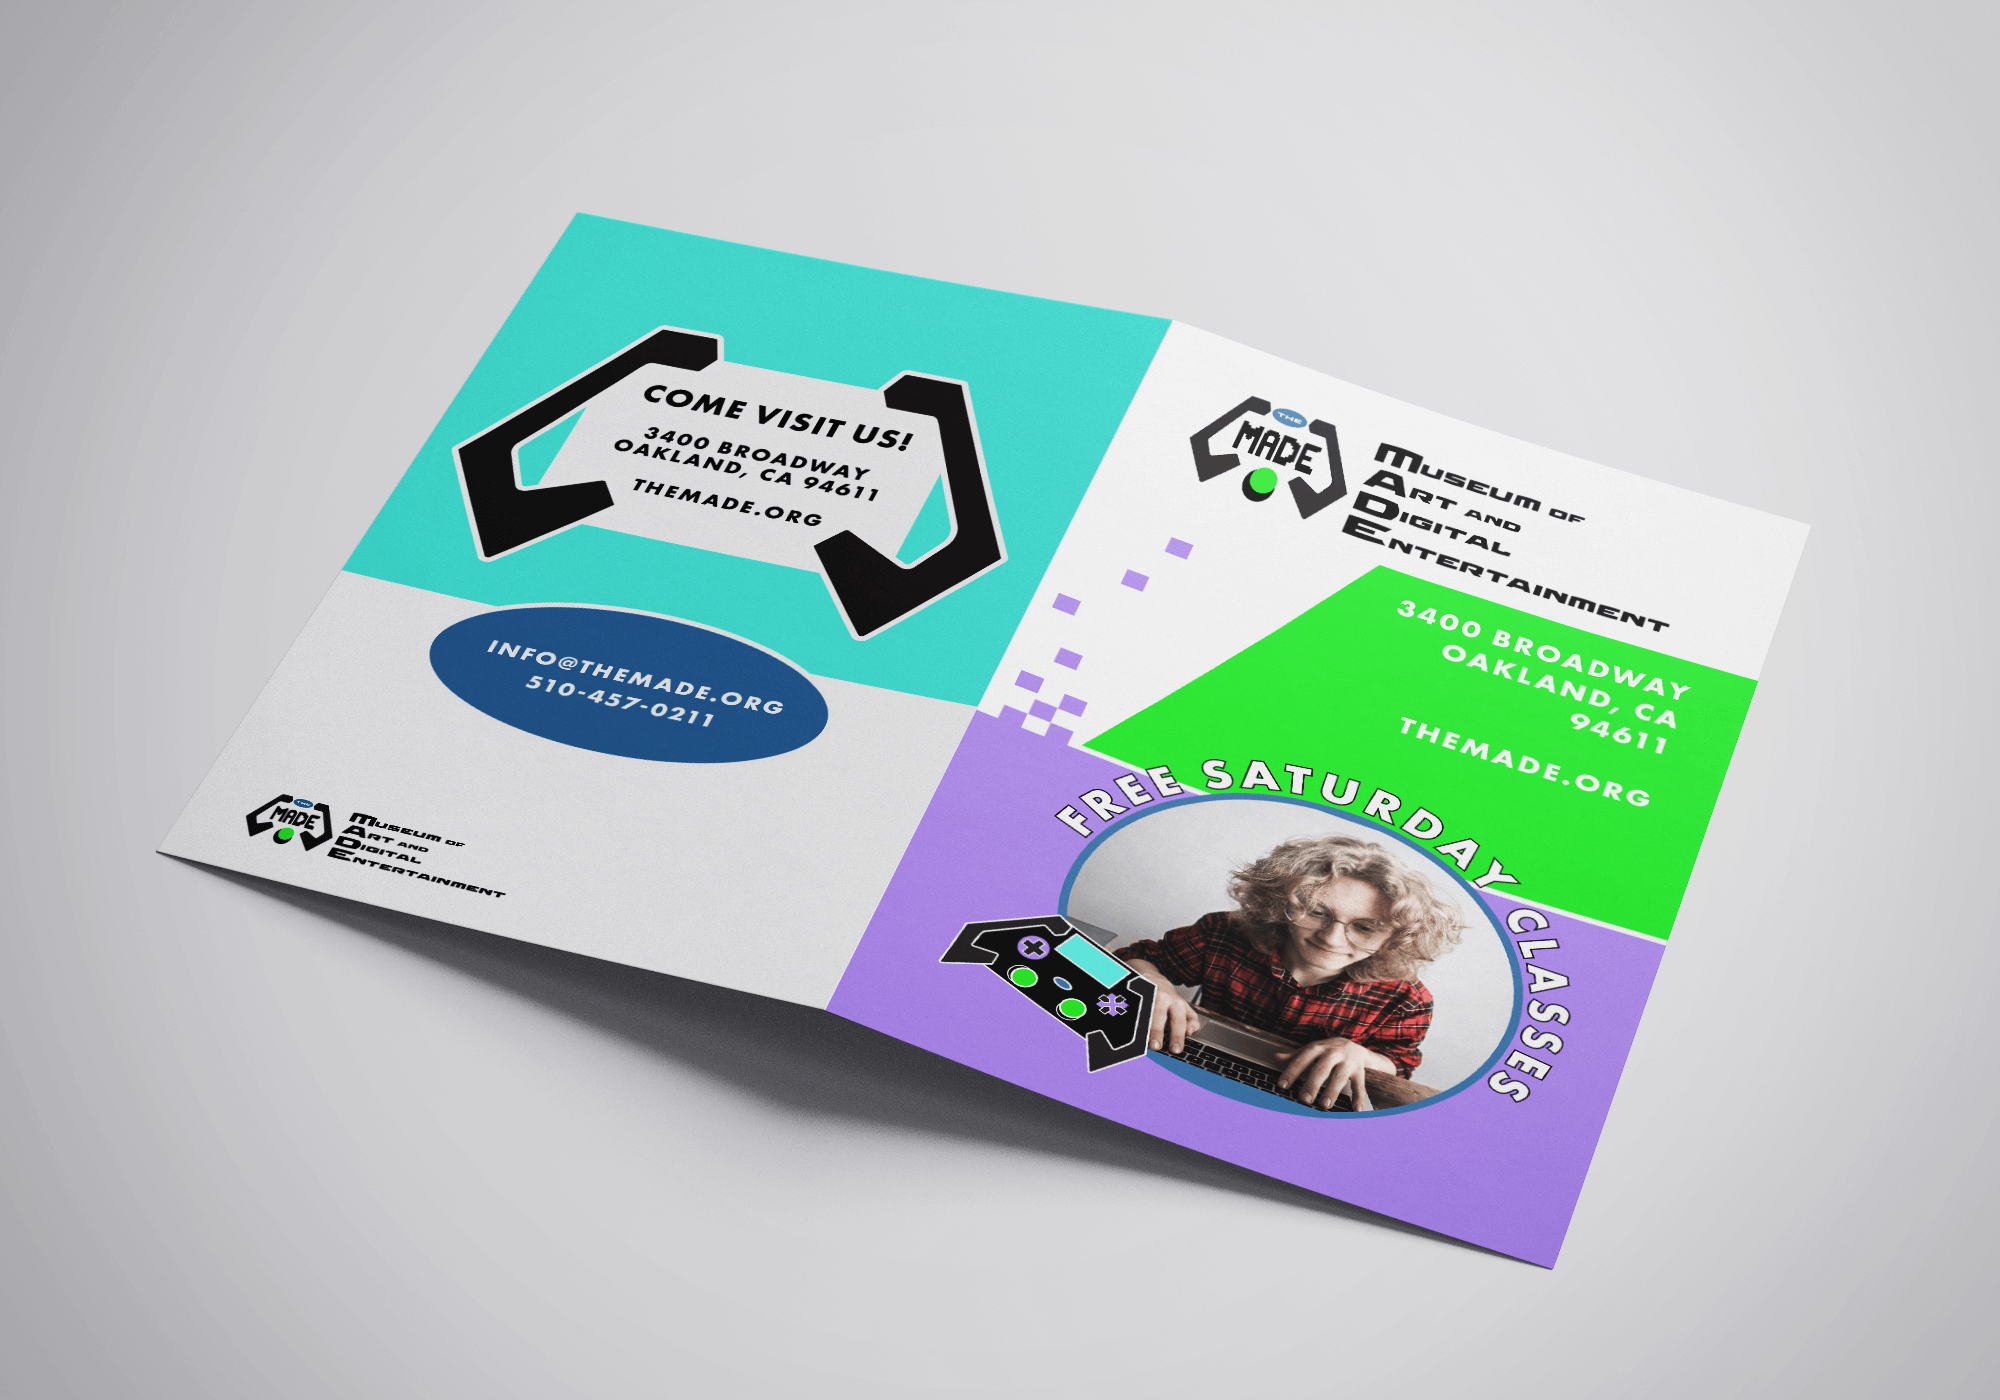 COME VISIT US!
3400 BROADWAY
OAKLAND, CA 94611
THEMADE.ORG
INFO@THEMADE.ORG
510-457-0211
THE
MADE
MUSEUM OF
ART AND
DIGITAL
ENTERTAINMENT
THE
MADE
MUSEUM OF
ART AND
DIGITAL
ENTERTAINMENT
3400 BROADWAY
OAKLAND, CA
94611
THEMADE.ORG
FREE SATURDAY CLASSES